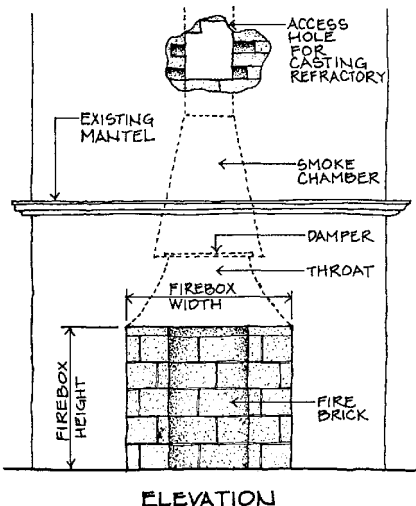 ACCESS
HOLE
FOR
CASTING
REFRACTORY
EXISTING
MANTEL
SMOKE
CHAMBER
DAMPER
THROAT
FIREBOX
WIDTH
FIREBOX
HEIGHT
FIRE
BRICK
ELEVATION